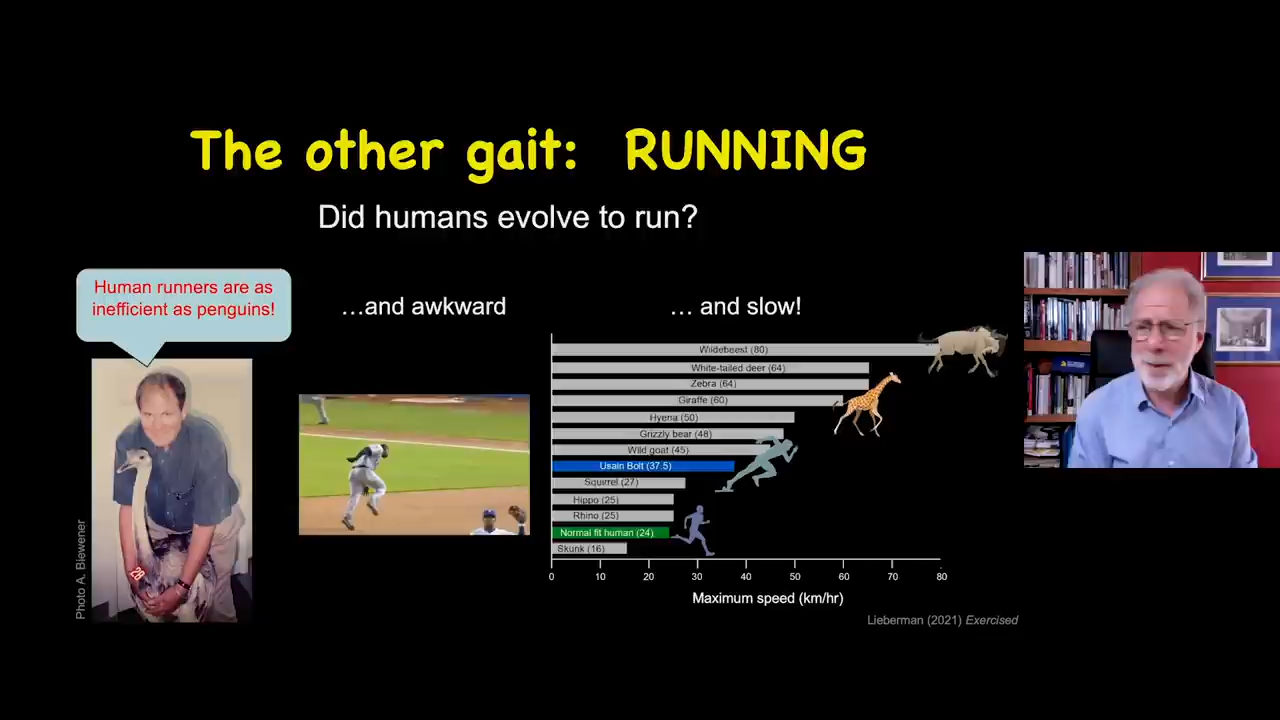 The other gait: RUNNING
Did humans evolve to run?
Human runners are as
inefficient as penguins!
…and awkward
… and slow!
Wildebeest (80)
White-tailed deer (64)
Zebra (64)
Giraffe (60)
Hyena (50)
Grizzly bear (48)
Wild goat (45)
Usain Bolt (37.5)
Squirrel (27)
Hippo (25)
Rhino (25)
Normal fit human (24)
Skunk (16)
0 10 20 30 40 50 60 70 80
Maximum speed (km/hr)
Photo A. Biewener
28
Lieberman (2021) Exercised